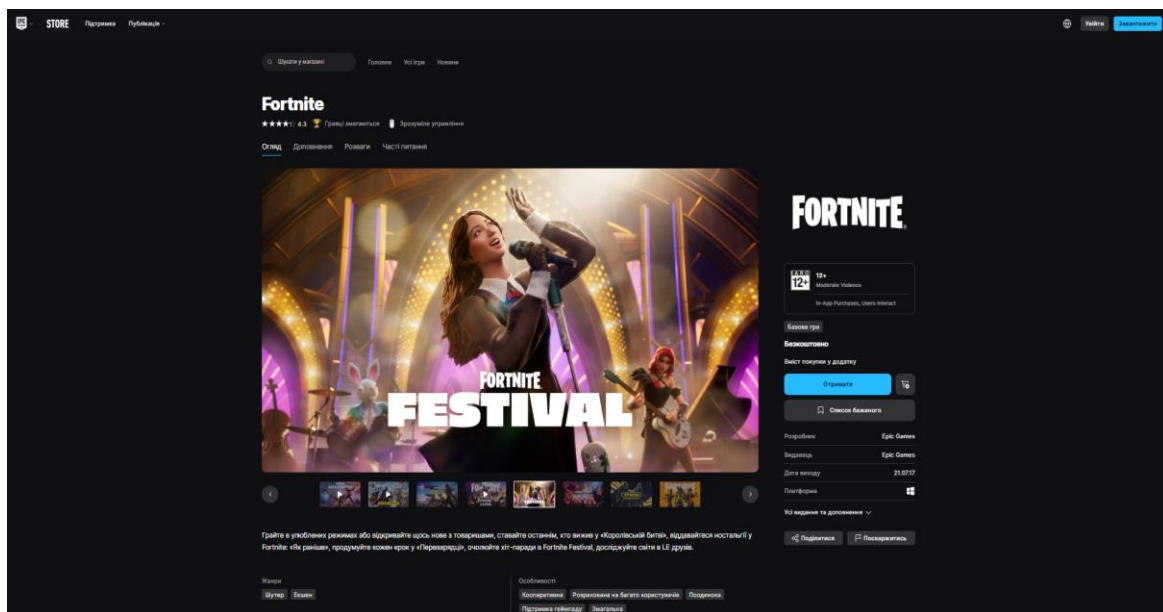 STORE Підтримка Публікація
Увійти Завантажити
Шукати у магазині Головне Усі ігри Новини
Fortnite
4.3 Гравці змагаються Зрозуміле управління
Огляд Доповнення Розваги Часті питання
FORTNITE
FESTIVAL
FORTNITE
IARC
12+
12+
Moderate Violence
In-App Purchases, Users Interact
Базова гра
Безкоштовно
Вміст покупки у додатку
Отримати
Список бажаного
Розробник Epic Games
Видавець Epic Games
Дата виходу 21.07.17
Платформа
Усі видання та доповнення
Поділитися Поскаржитись
Грайте в улюблених режимах або відкривайте щось нове з товаришами, ставайте останнім, хто вижив у «Королівській битві», віддавайтеся ностальгії у
Fortnite: «Як раніше», продумуйте кожен крок у «Перезарядці», очолюйте хіт-паради в Fortnite Festival, досліджуйте світи в LE друзів.
Жанри
Шутер Екшен
Особливості
Кооперативна Розрахована на багато користувачів Поодинока
Підтримка геймпаду Змагальна